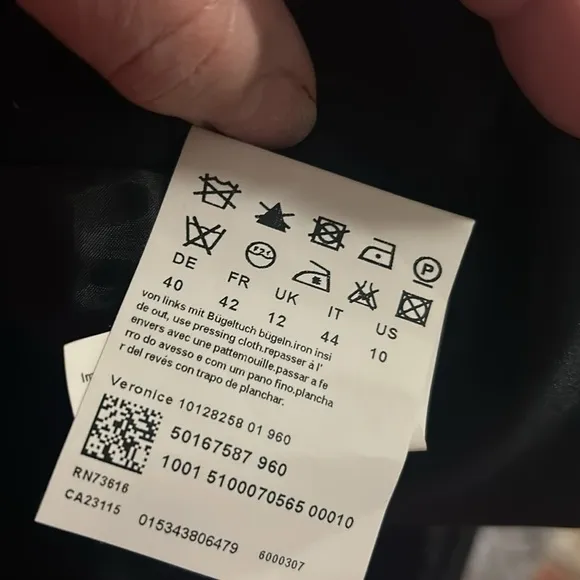 P
DE FR UK IT US
40 42 12 44 10
von links mit Bügeltuch bügeln.iron insi
de out, use pressing cloth.repasser à l'
envers avec une pattemouille.passar a fe
rro do avesso e com um pano fino.plancha
r del revés con trapo de planchar.
Veronice 10128258 01 960
50167587 960
1001 5100070565 00010
RN73616
CA23115 015343806479 6000307